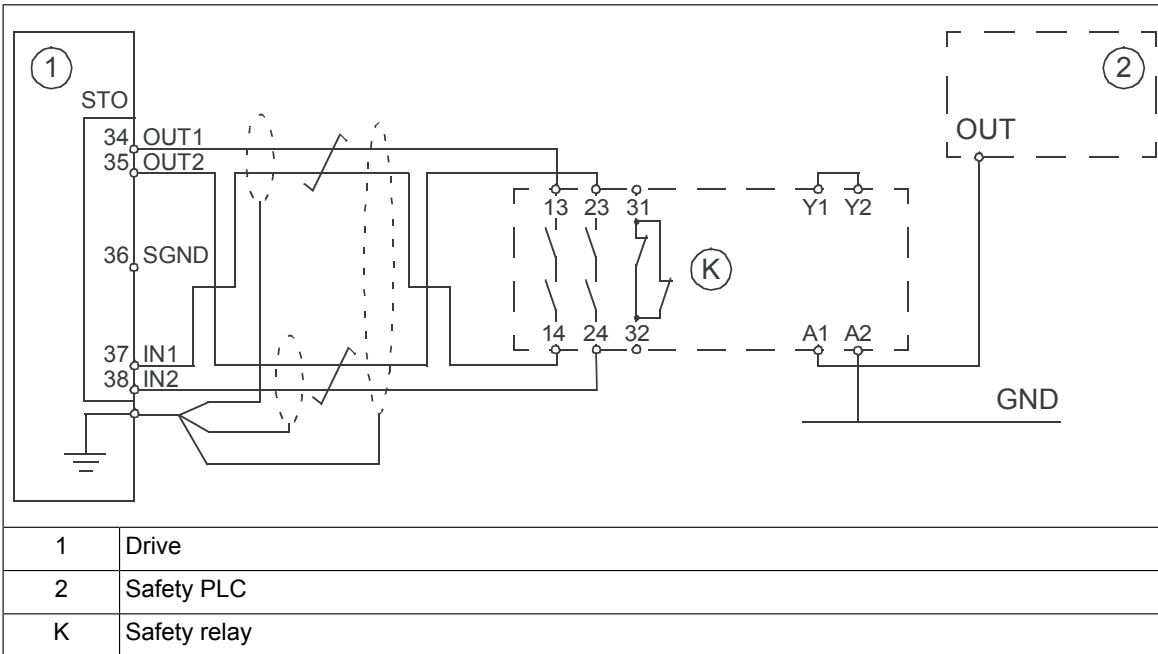 1
2
STO
34 OUT1
35 OUT2
OUT
13 23 31 Y1 Y2
36 SGND
K
14 24 32 A1 A2
37 IN1
38 IN2
GND
1 Drive
2 Safety PLC
K Safety relay